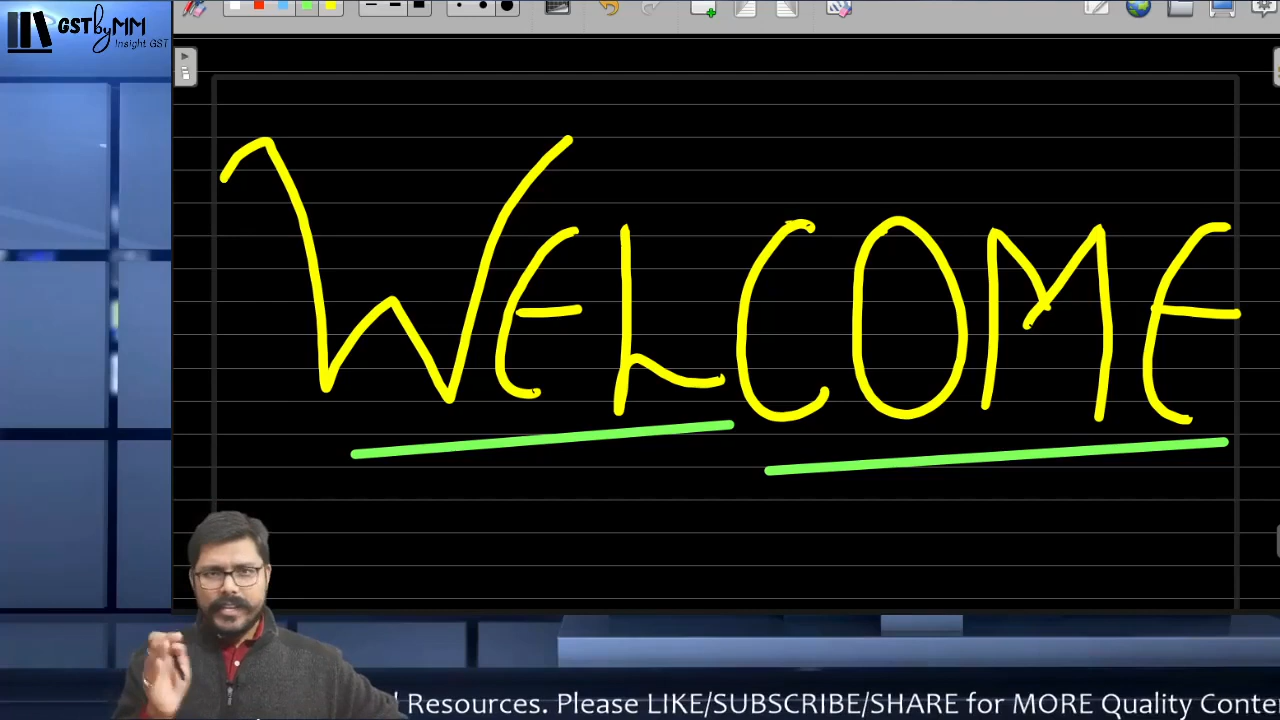 GSTbyMM
Insight GST
WELCOME
Resources. Please LIKE/SUBSCRIBE/SHARE for MORE Quality Conte